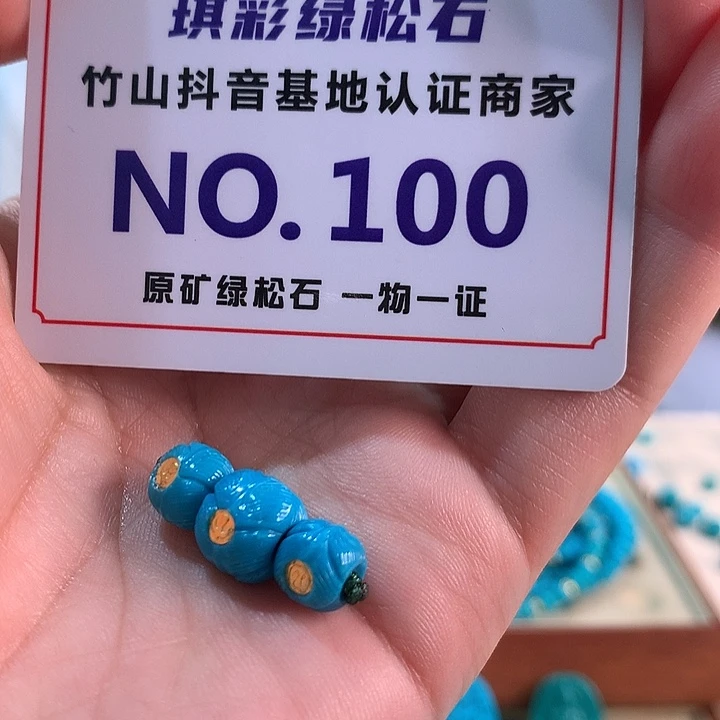 琪彩绿松石
竹山抖音基地认证商家
NO.100
原矿绿松石 一物一证